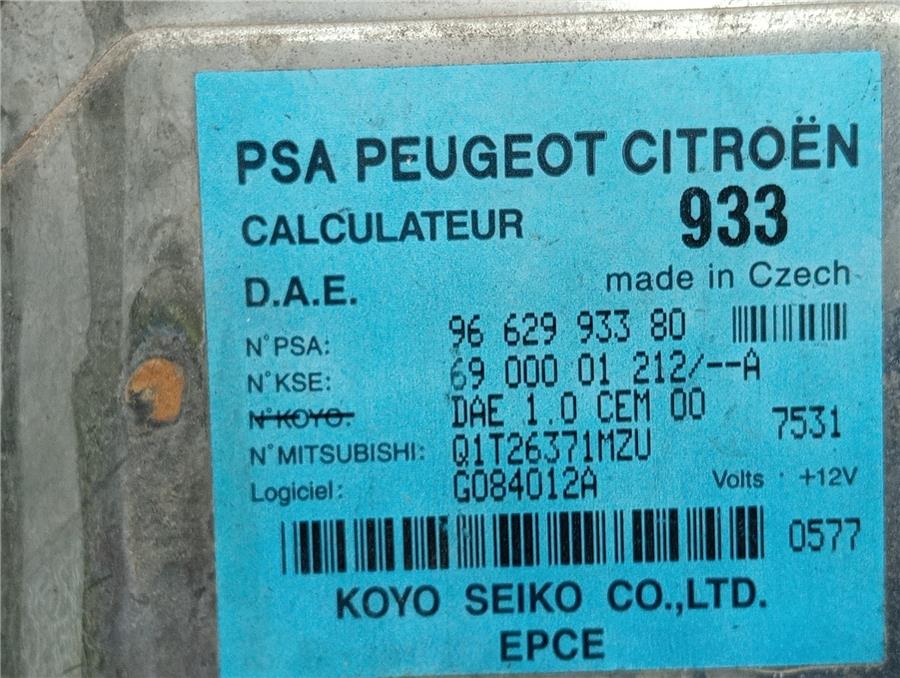 PSA PEUGEOT CITROËN
CALCULATEUR 933
D.A.E. made in Czech
N°PSA: 96 629 933 80
N°KSE: 69 000 01 212/--A
N°KOYO: DAE 1.0 CEM 00 7531
N°MITSUBISHI: Q1T26371MZU
Logiciel: G084012A Volts : +12V
0577
KOYO SEIKO CO.,LTD.
EPCE